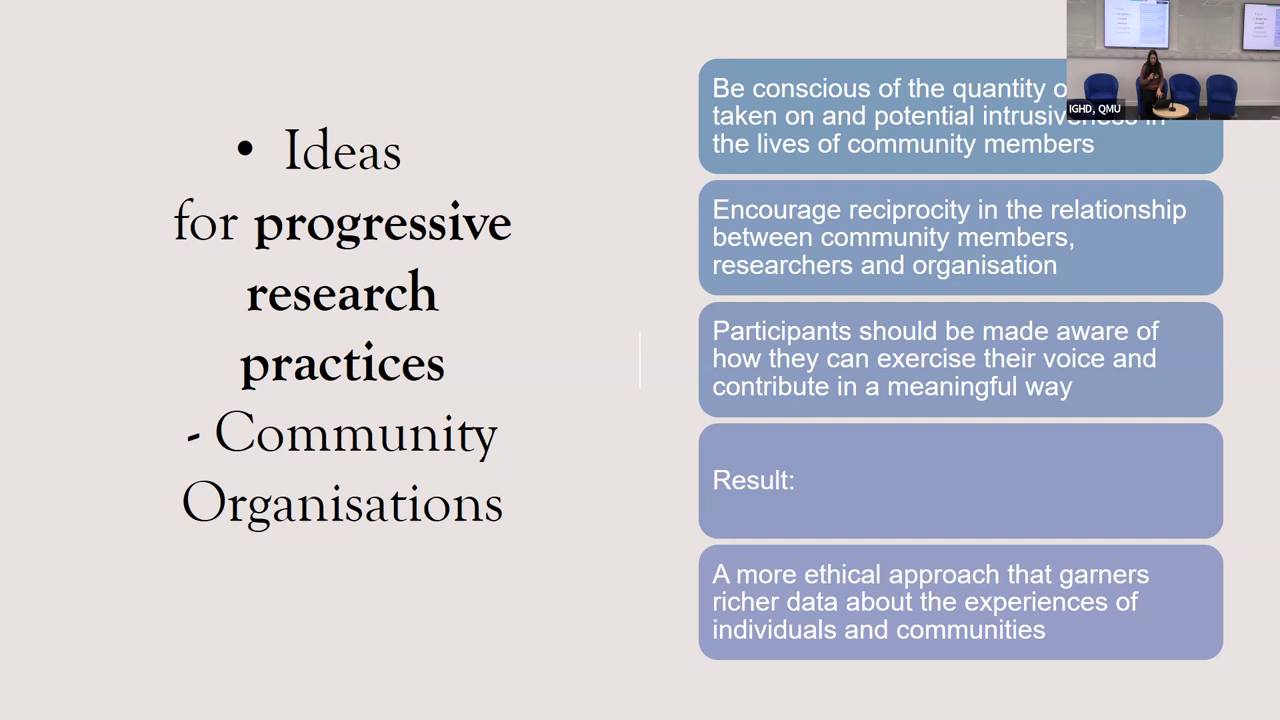 • Ideas
for progressive
research
practices
- Community
Organisations
Be conscious of the quantity
taken on and potential intrusiveness in
the lives of community members
Encourage reciprocity in the relationship
between community members,
researchers and organisation
Participants should be made aware of
how they can exercise their voice and
contribute in a meaningful way
Result:
A more ethical approach that garners
richer data about the experiences of
individuals and communities
IGHD, QMU